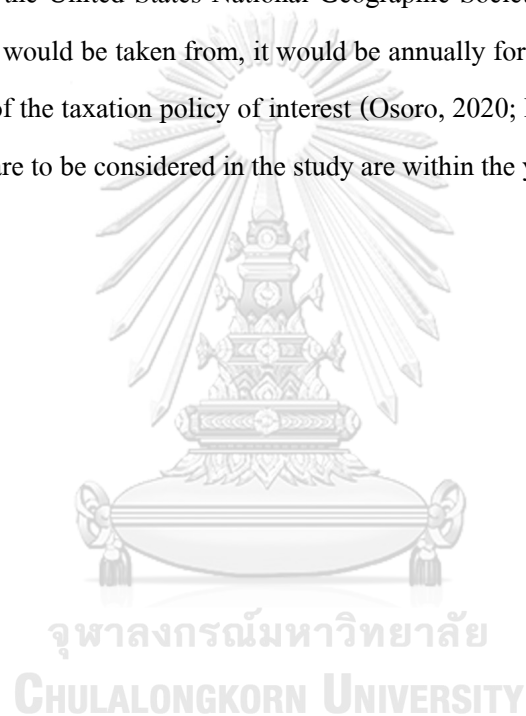 the United States National Geographic Societ
would be taken from, it would be annually for
of the taxation policy of interest (Osoro, 2020;
are to be considered in the study are within the
จุฬาลงกรณ์มหาวิทยาลัย
CHULALONGKORN UNIVERSITY